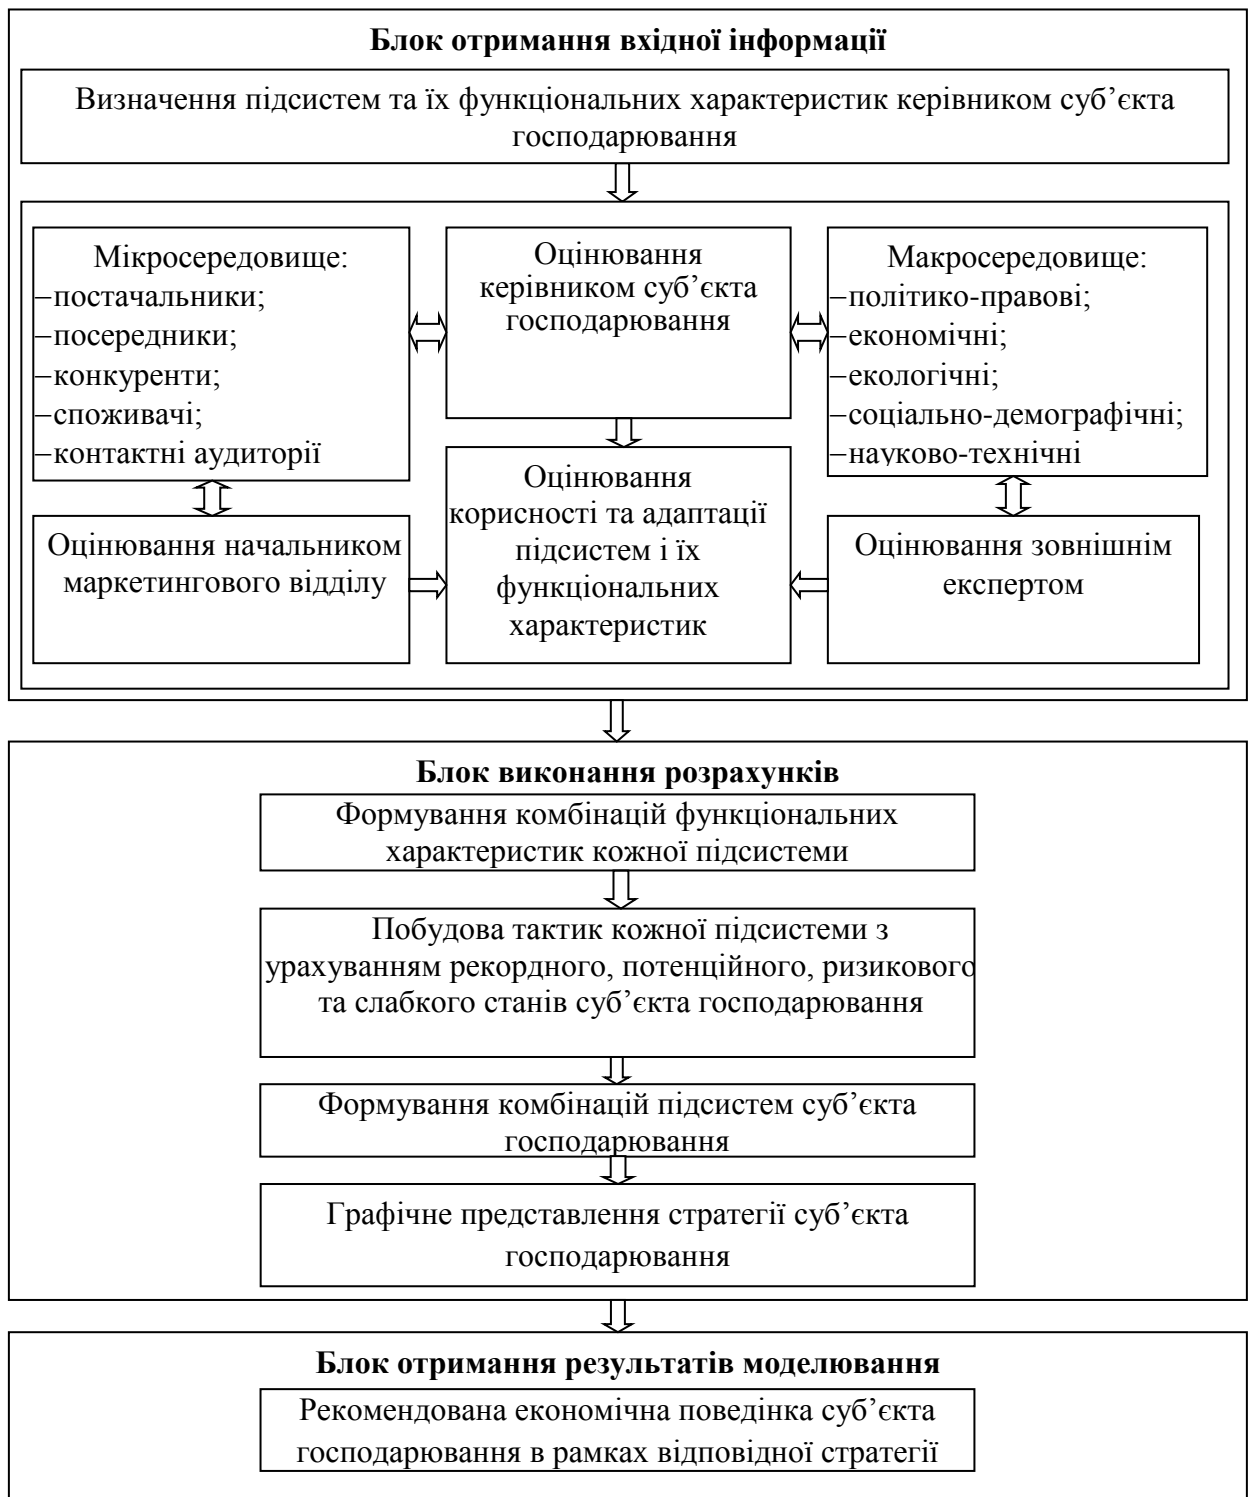 Блок отримання вхідної інформації
Визначення підсистем та їх функціональних характеристик керівником суб’єкта
господарювання
Мікросередовище:
–постачальники;
–посередники;
–конкуренти;
–споживачі;
–контактні аудиторії
Оцінювання
керівником суб’єкта
господарювання
Макросередовище:
–політико-правові;
–економічні;
–екологічні;
–соціально-демографічні;
–науково-технічні
Оцінювання начальником
маркетингового відділу
Оцінювання
корисності та адаптації
підсистем і їх
функціональних
характеристик
Оцінювання зовнішнім
експертом
Блок виконання розрахунків
Формування комбінацій функціональних
характеристик кожної підсистеми
Побудова тактик кожної підсистеми з
урахуванням рекордного, потенційного, ризикового
та слабкого станів суб’єкта господарювання
Формування комбінацій підсистем суб’єкта
господарювання
Графічне представлення стратегії суб’єкта
господарювання
Блок отримання результатів моделювання
Рекомендована економічна поведінка суб’єкта
господарювання в рамках відповідної стратегії